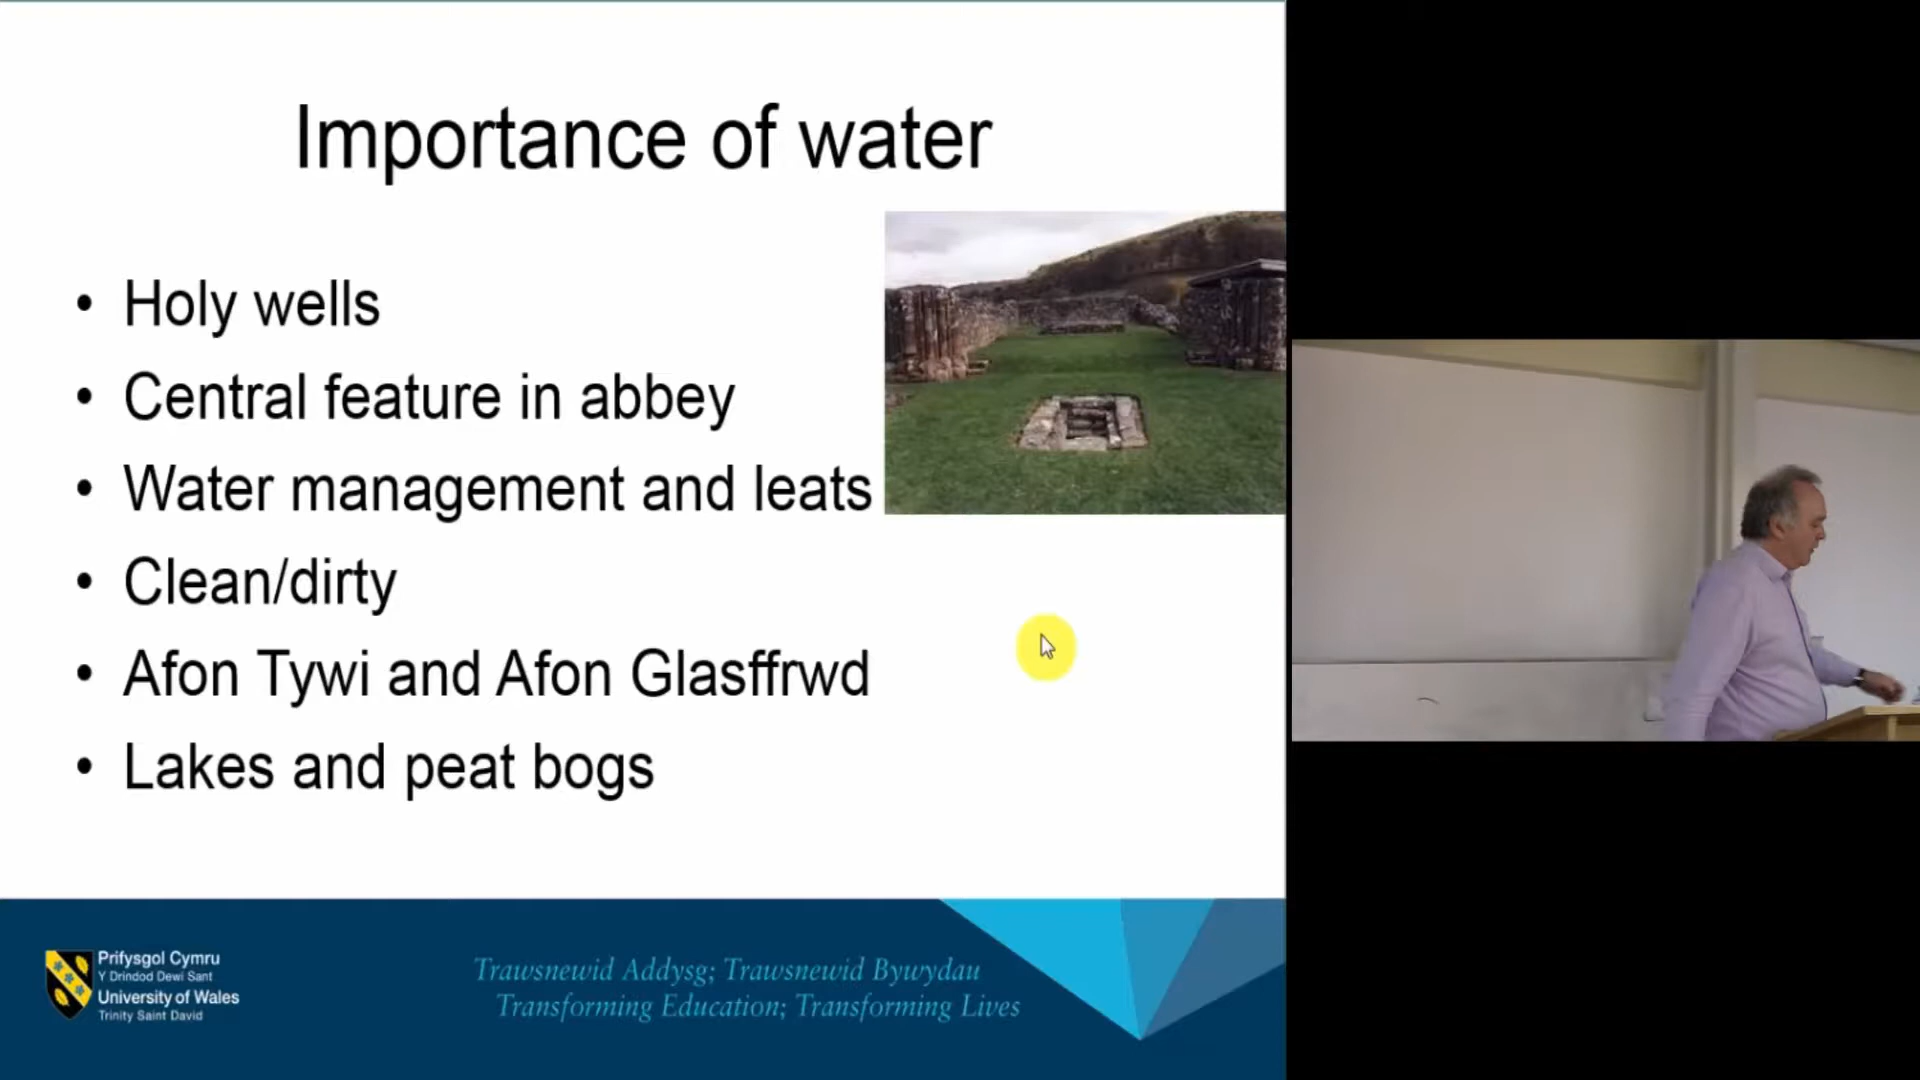 Importance of water
• Holy wells
• Central feature in abbey
• Water management and leats
• Clean/dirty
• Afon Tywi and Afon Glasffrwd
• Lakes and peat bogs
Prifysgol Cymru
Y Drindod Dewi Sant
University of Wales
Trinity Saint David
Trawsnewid Addysg; Trawsnewid Bywydau
Transforming Education; Transforming Lives